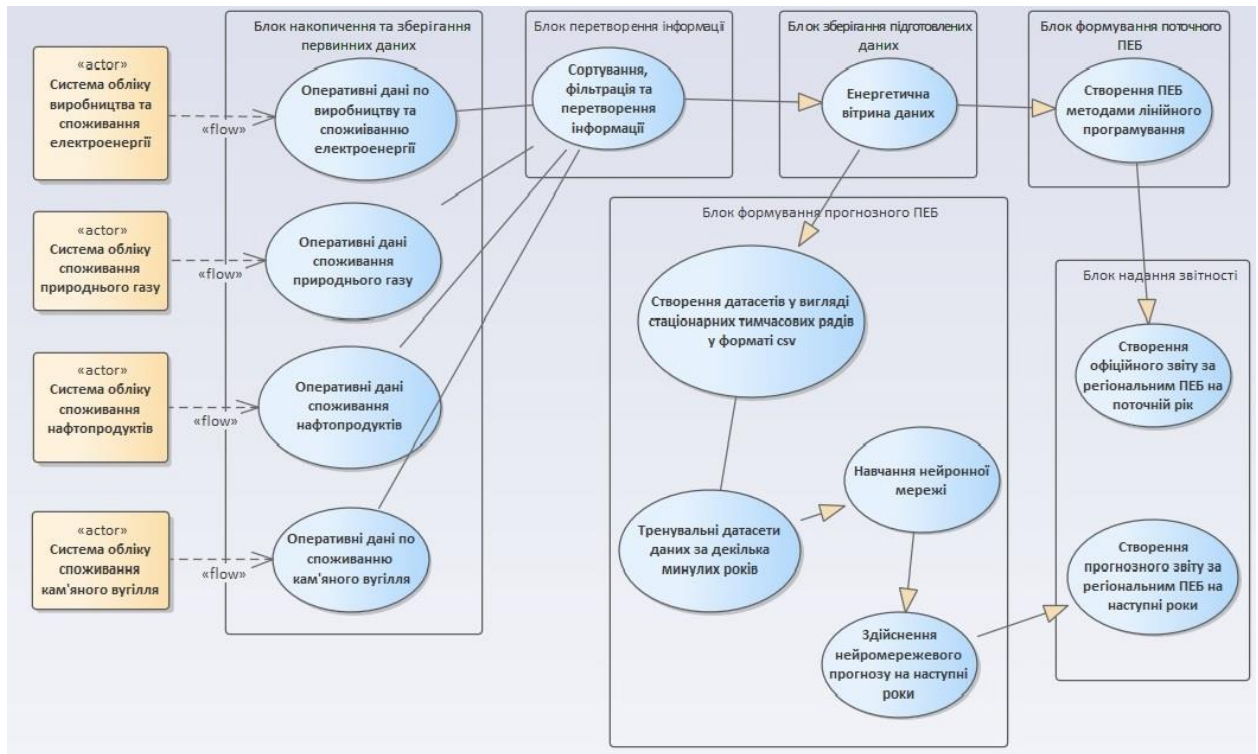 Блок накопичення та зберігання
первинних даних
Блок перетворення інформації
Блок зберігання підготовлених
даних
Блок формування поточного
ПЕБ
«actor»
Система обліку
виробництва та
споживання
електроенергії
«flow»
Оперативні дані по
виробництву та
споживіанню
електроенергії
Сортування,
фільтрація та
перетворення
інформації
Енергетична
вітрина даних
Створення ПЕБ
методами лінійного
програмування
«actor»
Система обліку
споживання
природнього газу
«flow»
Оперативні дані
споживання
природнього газу
Блок формування прогнозного ПЕБ
Створення датасетів у вигляді
стаціонарних тимчасових рядів
у форматі csv
Блок надання звітності
Створення
офіційного звіту за
регіональним ПЕБ на
поточній рік
«actor»
Система обліку
споживання
нафтопродуктів
«flow»
Оперативні дані
споживання
нафтопродуктів
Навчання нейронної
мережі
«actor»
Система обліку
споживання
кам'яного вугілля
«flow»
Оперативні дані по
споживанню
кам'яного вугілля
Тренувальні датасети
даних за декілька
минулих років
Здійснення
нейромережевого
прогнозу на наступні
роки
Створення
прогнозного звіту за
регіональним ПЕБ на
наступні роки